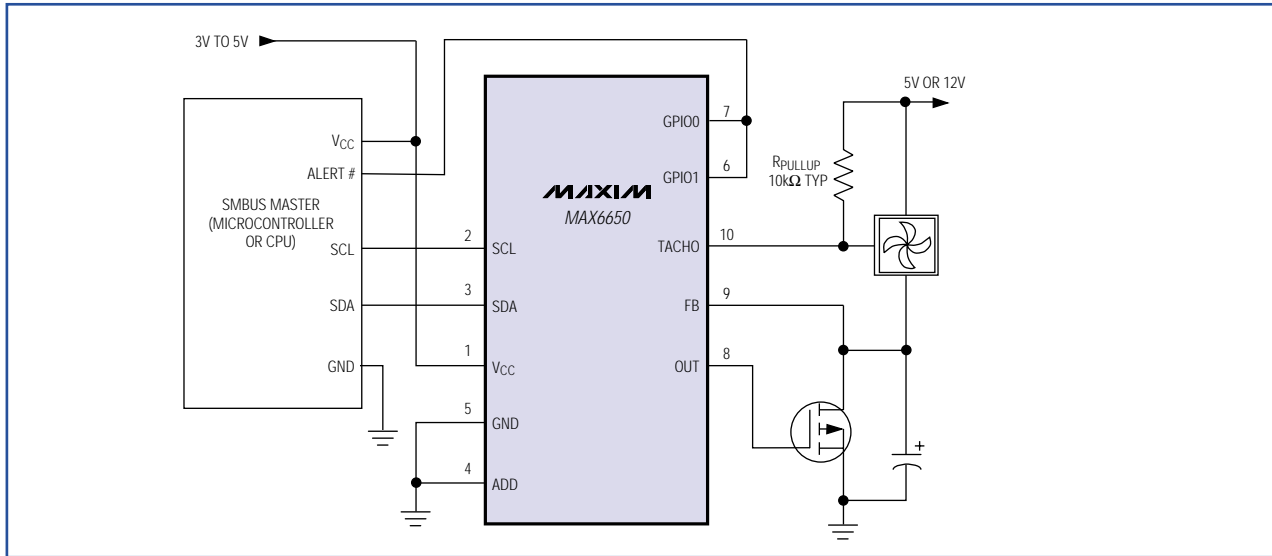 3V TO 5V
5V OR 12V
VCC
ALERT #
SMBUS MASTER
(MICROCONTROLLER
OR CPU)
SCL
SDA
GND
2
3
1
5
4
SCL
SDA
VCC
GND
ADD
MAXIM
MAX6650
GPIO0
GPIO1
TACHO
FB
OUT
7
6
10
9
8
RPULLUP
10kΩ TYP
+